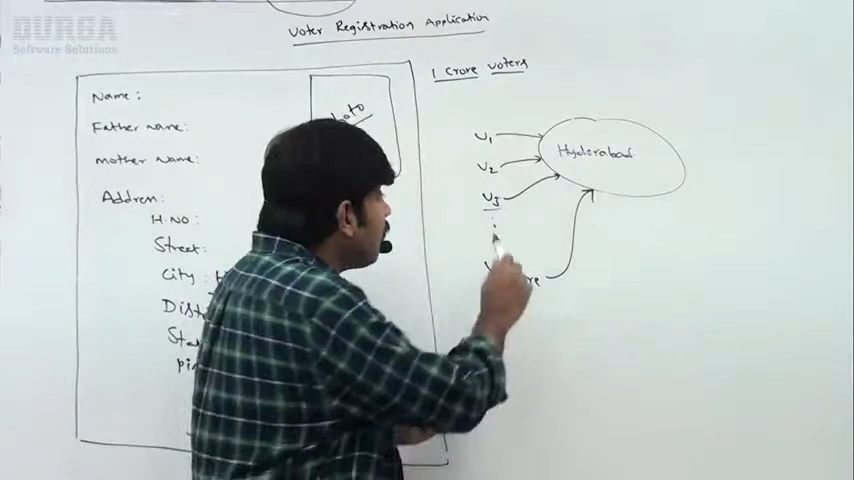 DURGA
Software Solutions
Voter Registration Application
1 crore voters
Name:
Father name:
mother name:
Address:
H.NO:
Street:
City:
V1
V2
V3
Hyderabad